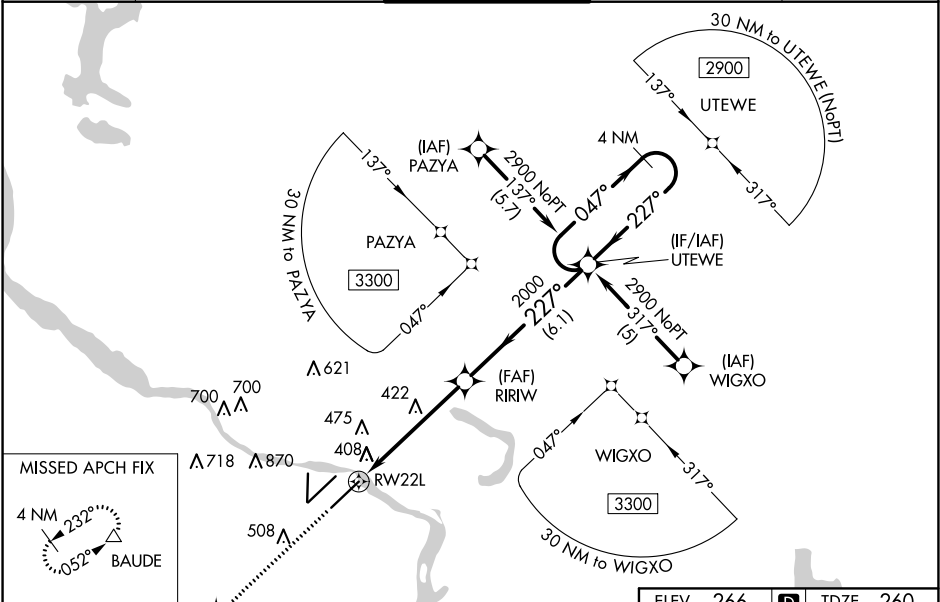 30 NM to UTEWE (NoPT)
2900
UTEWE
137°
317°
4 NM
(IAF)
PAZYA
2900 NoPT
137°
(5.7)
047°
227°
137°
30 NM to PAZYA
PAZYA
3300
047°
(IF/IAF)
UTEWE
2000
227°
(6.1)
2900 NoPT
317°
(5)
(IAF)
WIGXO
621
(FAF)
RIRIW
700
700
422
475
408
718
870
RW22L
508
047°
WIGXO
317°
3300
30 NM to WIGXO
MISSED APCH FIX
4 NM
232°
052°
BAUDE
ELEV 266 D TDZE 260